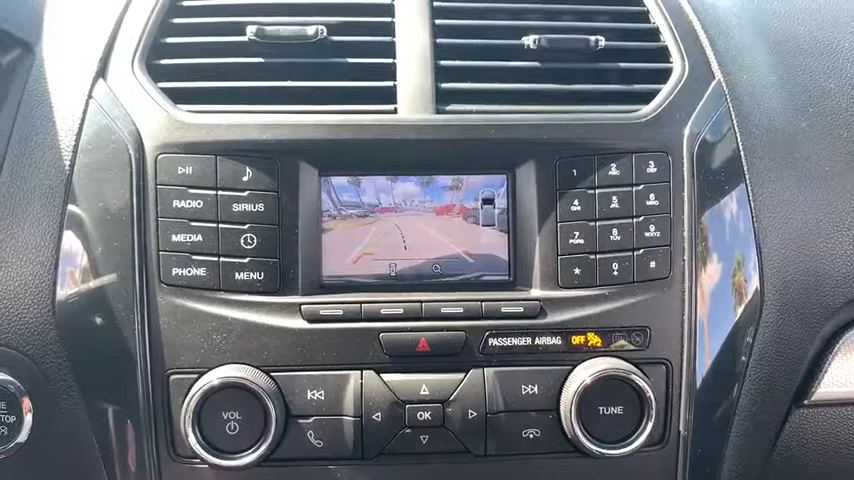 RADIO
SIRIUS
MEDIA
PHONE
MENU
1
2 ABC
3 DEF
4 GHI
5 JKL
6 MNO
7 PQRS
8 TUV
9 WXYZ
*
0
#
PASSENGER AIRBAG OFF
VOL
OK
TUNE
STOP